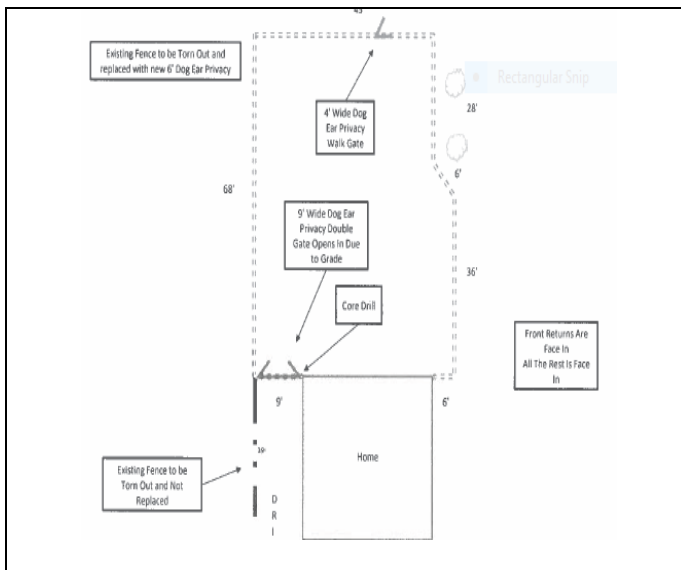 Existing Fence to be Torn Out and
replaced with new 6' Dog Ear Privacy
Rectangular Snip
28'
4' Wide Dog
Ear Privacy
Walk Gate
6'
68'
9' Wide Dog Ear
Privacy Double
Gate Opens In Due
to Grade
36'
Core Drill
Front Returns Are
Face In
All The Rest Is Face
In
9'
6'
Home
Existing Fence to be
Torn Out and Not
Replaced
D
R
I